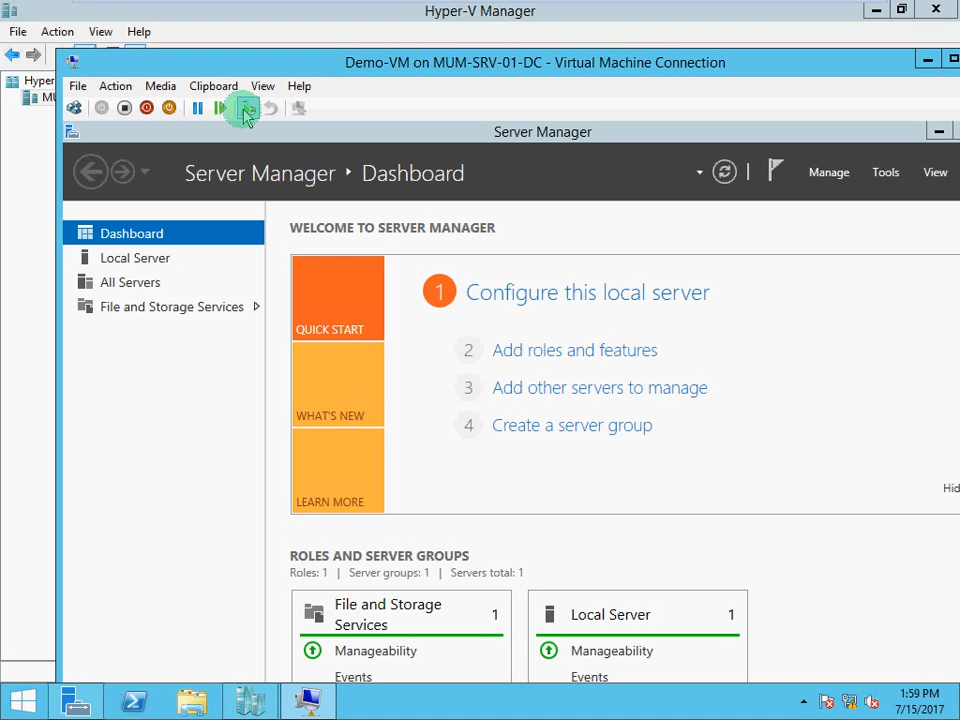 Hyper-V Manager
File Action View Help
Hyper
MU
Demo-VM on MUM-SRV-01-DC - Virtual Machine Connection
File Action Media Clipboard View Help
Server Manager
Server Manager ‣ Dashboard
Manage Tools View
Dashboard
Local Server
All Servers
File and Storage Services
WELCOME TO SERVER MANAGER
QUICK START
WHAT'S NEW
LEARN MORE
1 Configure this local server
2 Add roles and features
3 Add other servers to manage
4 Create a server group
Hid
ROLES AND SERVER GROUPS
Roles: 1 | Server groups: 1 | Servers total: 1
File and Storage Services 1
Manageability
Events
Local Server 1
Manageability
Events
1:59 PM
7/15/2017